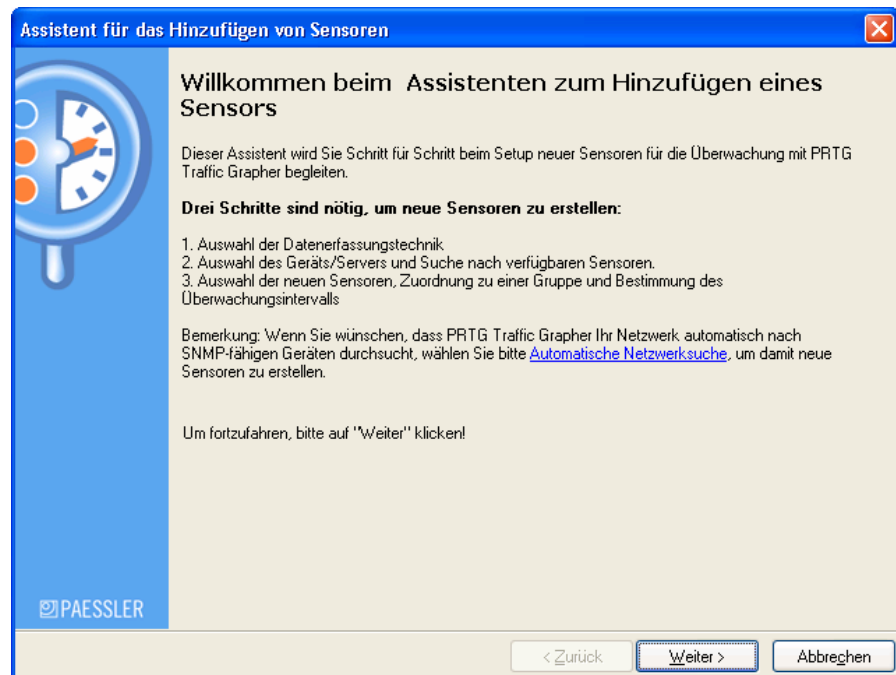 Assistent für das Hinzufügen von Sensoren
Willkommen beim Assistenten zum Hinzufügen eines
Sensors
Dieser Assistent wird Sie Schritt für Schritt beim Setup neuer Sensoren für die Überwachung mit PRTG
Traffic Grapher begleiten.
Drei Schritte sind nötig, um neue Sensoren zu erstellen:
1. Auswahl der Datenerfassungstechnik
2. Auswahl des Geräts/Servers und Suche nach verfügbaren Sensoren.
3. Auswahl der neuen Sensoren, Zuordnung zu einer Gruppe und Bestimmung des
Überwachungsintervalls
Bemerkung: Wenn Sie wünschen, dass PRTG Traffic Grapher Ihr Netzwerk automatisch nach
SNMP-fähigen Geräten durchsucht, wählen Sie bitte Automatische Netzwerksuche, um damit neue
Sensoren zu erstellen.
Um fortzufahren, bitte auf "Weiter" klicken!
PAESSLER
< Zurück
Weiter >
Abbrechen